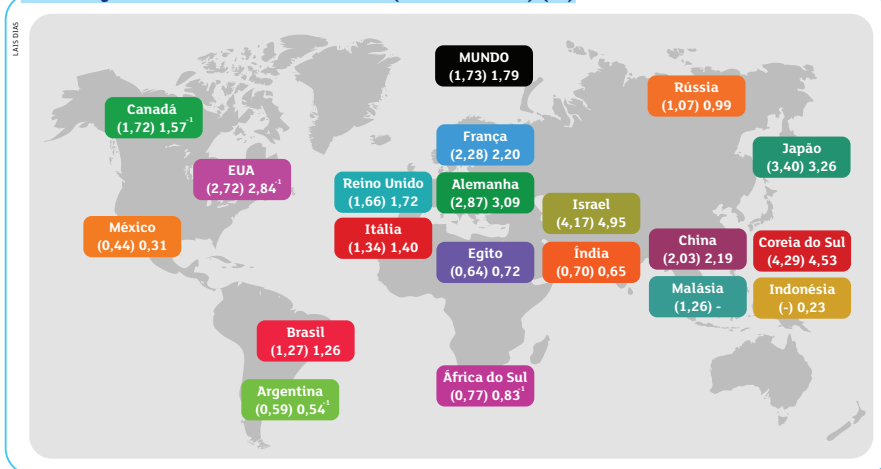 LAIS DIAS
MUNDO
(1,73) 1,79
Rússia
(1,07) 0,99
Canadá
(1,72) 1,57-1
França
(2,28) 2,20
Japão
(3,40) 3,26
EUA
(2,72) 2,84-1
Reino Unido
(1,66) 1,72
Alemanha
(2,87) 3,09
Israel
(4,17) 4,95
México
(0,44) 0,31
Itália
(1,34) 1,40
Egito
(0,64) 0,72
Índia
(0,70) 0,65
China
(2,03) 2,19
Coreia do Sul
(4,29) 4,53
Malásia
(1,26) -
Indonésia
(-) 0,23
Brasil
(1,27) 1,26
África do Sul
(0,77) 0,83-1
Argentina
(0,59) 0,54-1